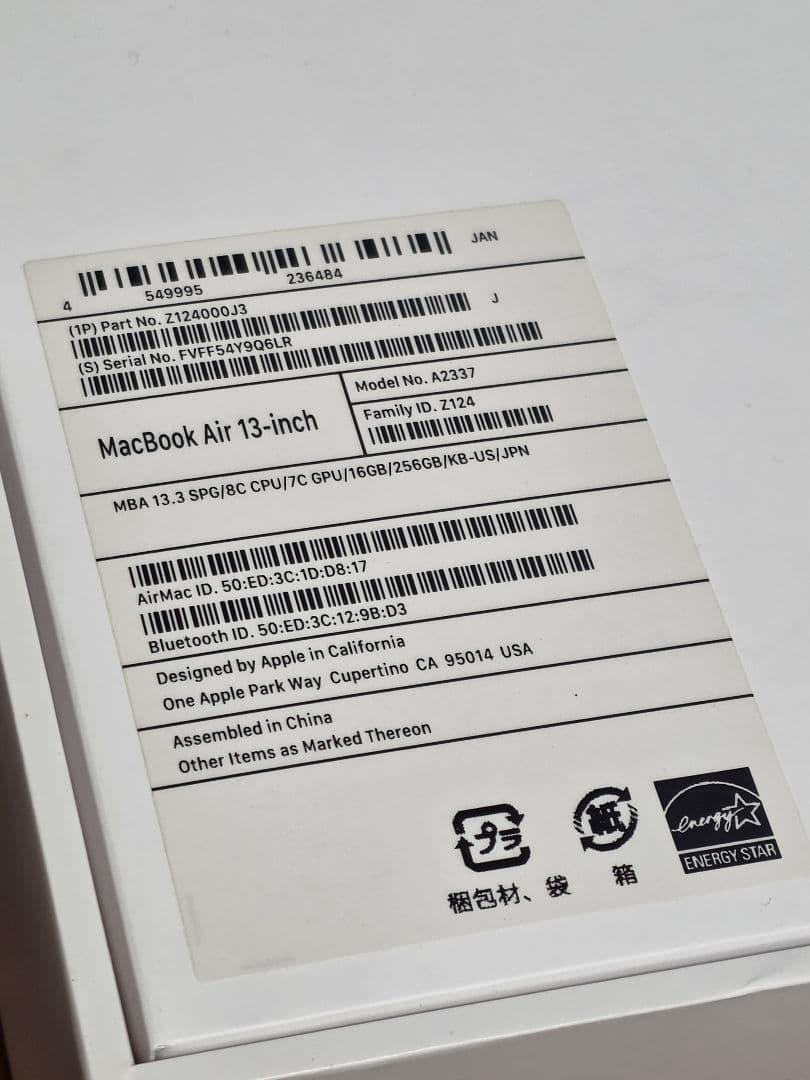 JAN
4 549995 236484
(1P) Part No. Z124000J3
J
(S) Serial No. FVFF54Y9Q6LR
MacBook Air 13-inch
Model No. A2337
Family ID. Z124
MBA 13.3 SPG/8C CPU/7C GPU/16GB/256GB/KB-US/JPN
AirMac ID. 50:ED:3C:1D:D8:17
Bluetooth ID. 50:ED:3C:12:9B:D3
Designed by Apple in California
One Apple Park Way Cupertino CA 95014 USA
Assembled in China
Other Items as Marked Thereon
プラ
紙
energy
ENERGY STAR
梱包材、袋
箱